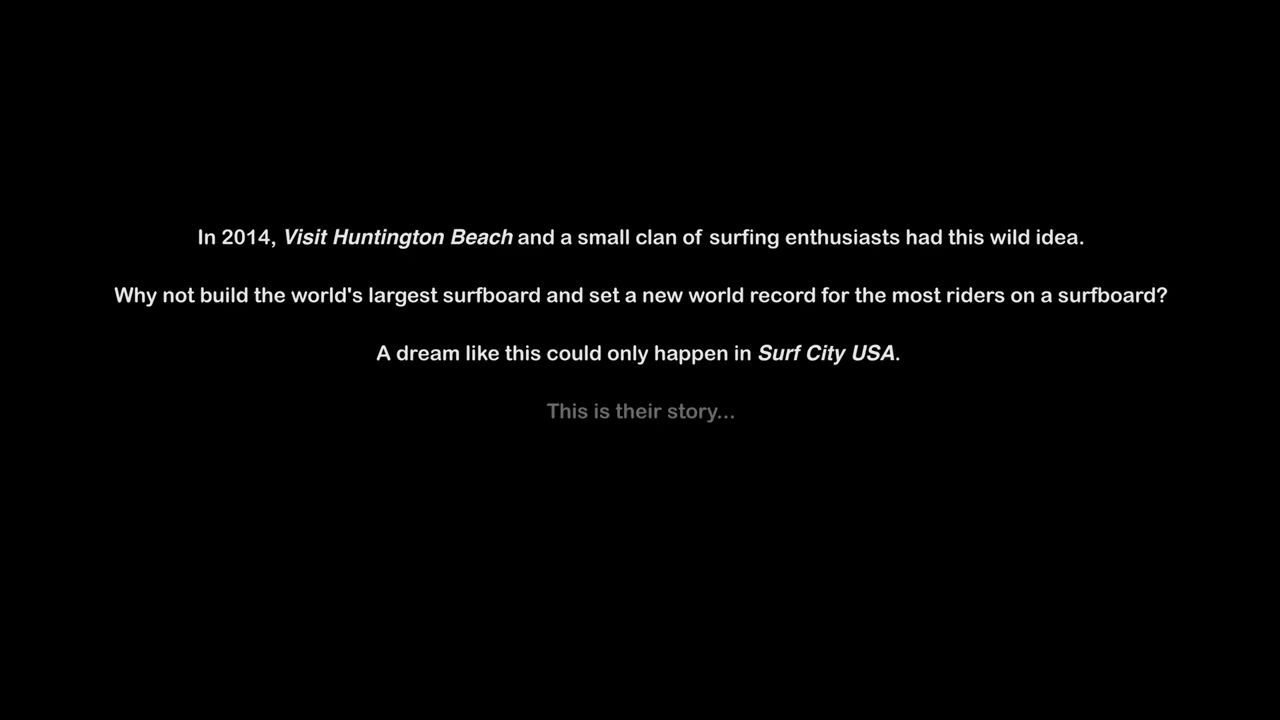 In 2014, Visit Huntington Beach and a small clan of surfing enthusiasts had this wild idea.
Why not build the world's largest surfboard and set a new world record for the most riders on a surfboard?
A dream like this could only happen in Surf City USA.
This is their story...